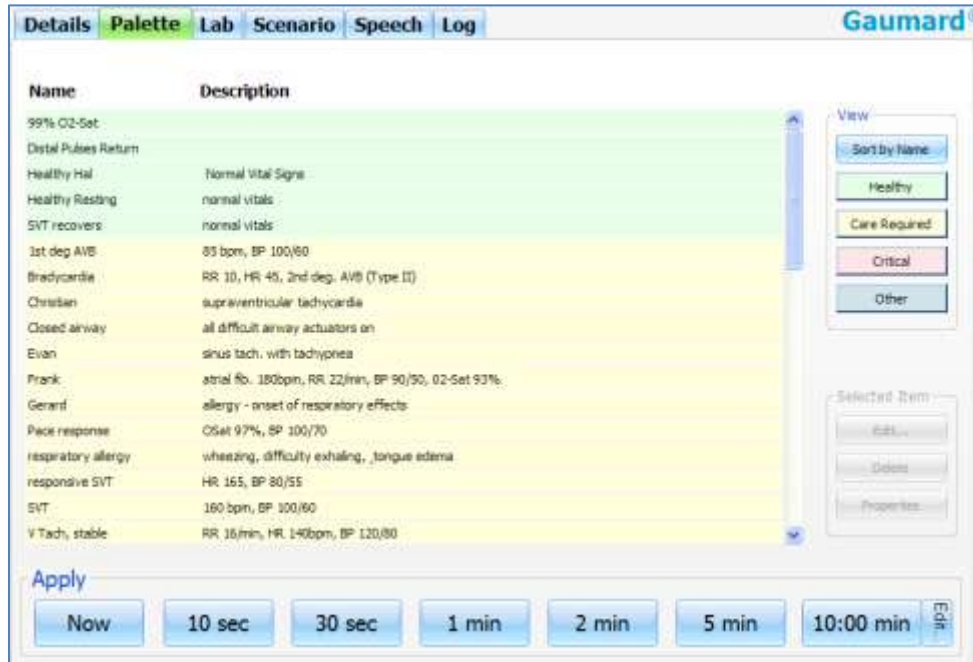 Details Palette Lab Scenario Speech Log Gaumard®
Name Description
99% O2-Sat
Distal Pulses Return
Healthy Hal Normal Vital Signs
Healthy Resting normal vitals
SVT recovers normal vitals
1st deg AVB 85 bpm, BP 100/60
Bradycardia RR 10, HR 45, 2nd deg. AVB (Type II)
Christian supraventricular tachycardia
Closed airway all difficult airway actuators on
Evan sinus tach. with tachypnea
Frank atrial fib. 180bpm, RR 22/min, BP 90/50, 02-Sat 93%
Gerard allergy - onset of respiratory effects
Pace response OSat 97%, BP 100/70
respiratory allergy wheezing, difficulty exhaling, ,tongue edema
responsive SVT HR 165, BP 80/55
SVT 160 bpm, BP 100/60
V Tach, stable RR 16/min, HR 140bpm, BP 120/80
View
Sort by Name
Healthy
Care Required
Critical
Other
Selected Item
Edit...
Delete
Properties...
Apply
Now 10 sec 30 sec 1 min 2 min 5 min 10:00 min Edit...